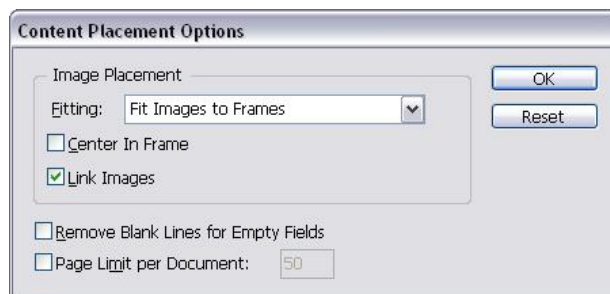 Content Placement Options
Image Placement
OK
Fitting: Fit Images to Frames
Reset
Center In Frame
Link Images
Remove Blank Lines for Empty Fields
Page Limit per Document: 50